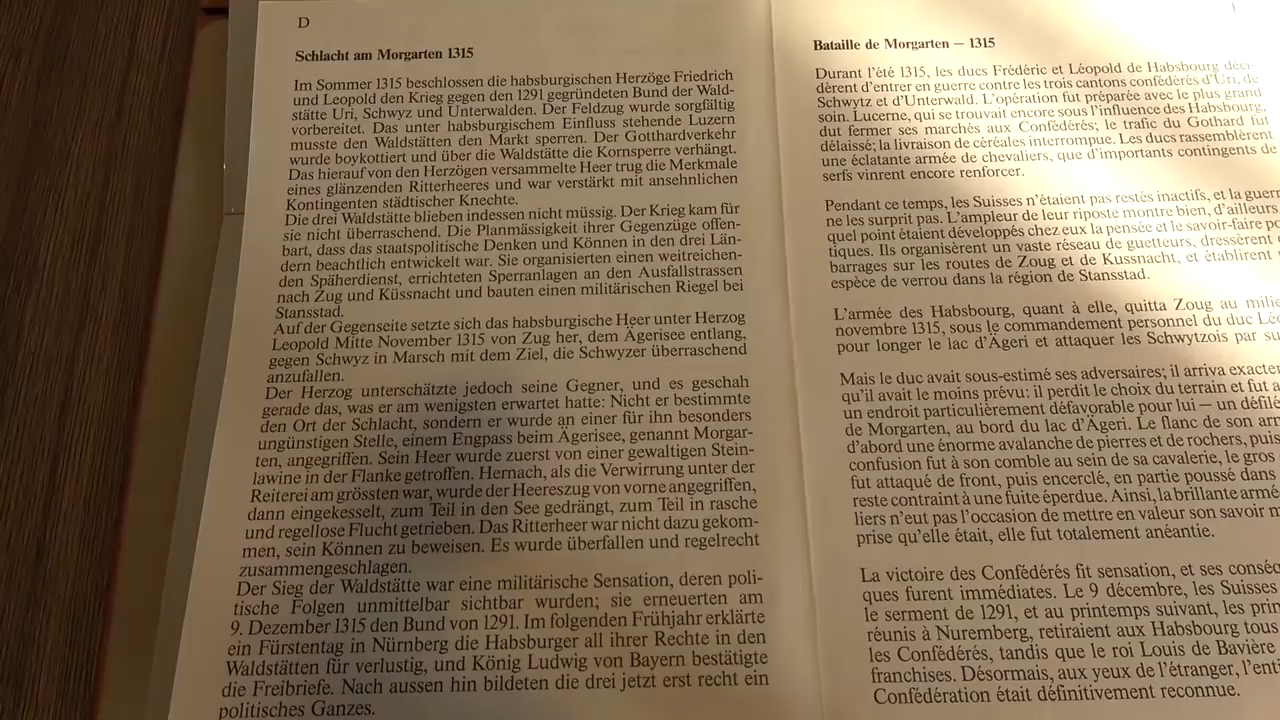 D
Schlacht am Morgarten 1315
Im Sommer 1315 beschlossen die habsburgischen Herzöge Friedrich
und Leopold den Krieg gegen den 1291 gegründeten Bund der Wald-
stätte Uri, Schwyz und Unterwalden. Der Feldzug wurde sorgfältig
vorbereitet. Das unter habsburgischem Einfluss stehende Luzern
musste den Waldstätten den Markt sperren. Der Gotthardverkehr
wurde boykottiert und über die Waldstätte die Kornsperre verhängt.
Das hierauf von den Herzögen versammelte Heer trug die Merkmale
eines glänzenden Ritterheeres und war verstärkt mit ansehnlichen
Kontingenten städtischer Knechte.
Die drei Waldstätte blieben indessen nicht müssig. Der Krieg kam für
sie nicht überraschend. Die Planmässigkeit ihrer Gegenzüge offen-
bart, dass das staatspolitische Denken und Können in den drei Län-
dern beachtlich entwickelt war. Sie organisierten einen weitreichen-
den Späherdienst, errichteten Sperranlagen an den Ausfallstrassen
nach Zug und Küssnacht und bauten einen militärischen Riegel bei
Stansstad.
Auf der Gegenseite setzte sich das habsburgische Heer unter Herzog
Leopold Mitte November 1315 von Zug her, dem Ägerisee entlang,
gegen Schwyz in Marsch mit dem Ziel, die Schwyzer überraschend
anzufallen.
Der Herzog unterschätzte jedoch seine Gegner, und es geschah
gerade das, was er am wenigsten erwartet hatte: Nicht er bestimmte
den Ort der Schlacht, sondern er wurde an einer für ihn besonders
ungünstigen Stelle, einem Engpass beim Ägerisee, genannt Morgar-
ten, angegriffen. Sein Heer wurde zuerst von einer gewaltigen Stein-
lawine in der Flanke getroffen. Hernach, als die Verwirrung unter der
Reiterei am grössten war, wurde der Heereszug von vorne angegriffen,
dann eingekesselt, zum Teil in den See gedrängt, zum Teil in rasche
und regellose Flucht getrieben. Das Ritterheer war nicht dazu gekom-
men, sein Können zu beweisen. Es wurde überfallen und regelrecht
zusammengeschlagen.
Der Sieg der Waldstätte war eine militärische Sensation, deren poli-
tische Folgen unmittelbar sichtbar wurden; sie erneuerten am
9. Dezember 1315 den Bund von 1291. Im folgenden Frühjahr erklärte
ein Fürstentag in Nürnberg die Habsburger all ihrer Rechte in den
Waldstätten für verlustig, und König Ludwig von Bayern bestätigte
die Freibriefe. Nach aussen hin bildeten die drei jetzt erst recht ein
politisches Ganzes.
Bataille de Morgarten – 1315
Durant l'été 1315, les ducs Frédéric et Léopold de Habsbourg déci-
dèrent d'entrer en guerre contre les trois cantons confédérés d'Uri, de
Schwytz et d'Unterwald. L'opération fut préparée avec le plus grand
soin. Lucerne, qui se trouvait encore sous l'influence des Habsbourg,
dut fermer ses marchés aux Confédérés; le trafic du Gothard fut
délaissé; la livraison de céréales interrompue. Les ducs rassemblèrent
une éclatante armée de chevaliers, que d'importants contingents de
serfs vinrent encore renforcer.
Pendant ce temps, les Suisses n'étaient pas restés inactifs, et la guerr
ne les surprit pas. L'ampleur de leur riposte montre bien, d'ailleurs
quel point étaient développés chez eux la pensée et le savoir-faire po
tiques. Ils organisèrent un vaste réseau de guetteurs, dressèrent
barrages sur les routes de Zoug et de Kussnacht, et établirent
espèce de verrou dans la région de Stansstad.
L'armée des Habsbourg, quant à elle, quitta Zoug au milie
novembre 1315, sous le commandement personnel du duc Léo
pour longer le lac d'Ägeri et attaquer les Schwytzois par su
Mais le duc avait sous-estimé ses adversaires; il arriva exacte
qu'il avait le moins prévu: il perdit le choix du terrain et fut a
un endroit particulièrement défavorable pour lui – un défilé
de Morgarten, au bord du lac d'Ägeri. Le flanc de son arr
d'abord une énorme avalanche de pierres et de rochers, puis
confusion fut à son comble au sein de sa cavalerie, le gros
fut attaqué de front, puis encerclé, en partie poussé dans
reste contraint à une fuite éperdue. Ainsi, la brillante armé
liers n'eut pas l'occasion de mettre en valeur son savoir m
prise qu'elle était, elle fut totalement anéantie.
La victoire des Confédérés fit sensation, et ses conséq
ques furent immédiates. Le 9 décembre, les Suisses
le serment de 1291, et au printemps suivant, les prin
réunis à Nuremberg, retiraient aux Habsbourg tous
les Confédérés, tandis que le roi Louis de Bavière
franchises. Désormais, aux yeux de l'étranger, l'enti
Confédération était définitivement reconnue.